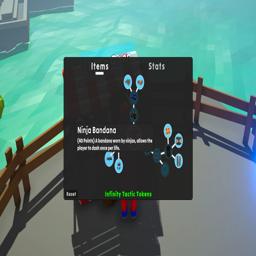 Items Stats
Ninja Bandana
(40 Points) A bandana worn by ninjas, allows the
player to dash once per life.
Reset Infinity Tactic Tokens